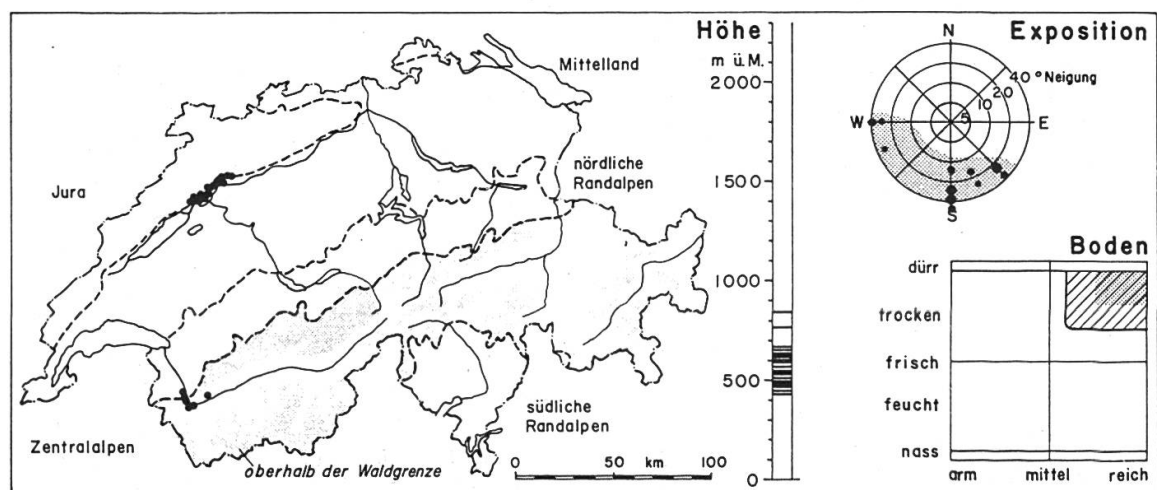 Mittelland
nördliche
Randalpen
Jura
Zentralalpen
südliche
Randalpen
oberhalb der Waldgrenze
0 50 km 100
Höhe
m ü.M.
2000
1500
1000
500
0
Exposition
N
40° Neigung
20
10
5
W
E
S
Boden
dürr
trocken
frisch
feucht
nass
arm mittel reich